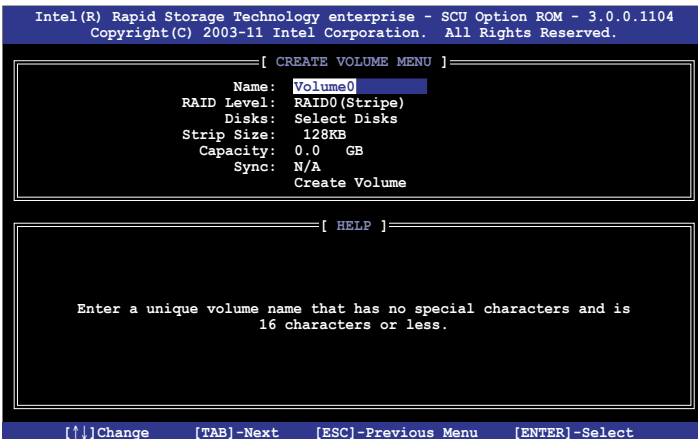 Intel(R) Rapid Storage Technology enterprise - SCU Option ROM - 3.0.0.1104
Copyright(C) 2003-11 Intel Corporation.  All Rights Reserved.
[ CREATE VOLUME MENU ]
Name: Volume0
RAID Level: RAID0(Stripe)
Disks: Select Disks
Strip Size: 128KB
Capacity: 0.0 GB
Sync: N/A
Create Volume
[ HELP ]
Enter a unique volume name that has no special characters and is
16 characters or less.
[↑↓]Change [TAB]-Next [ESC]-Previous Menu [ENTER]-Select